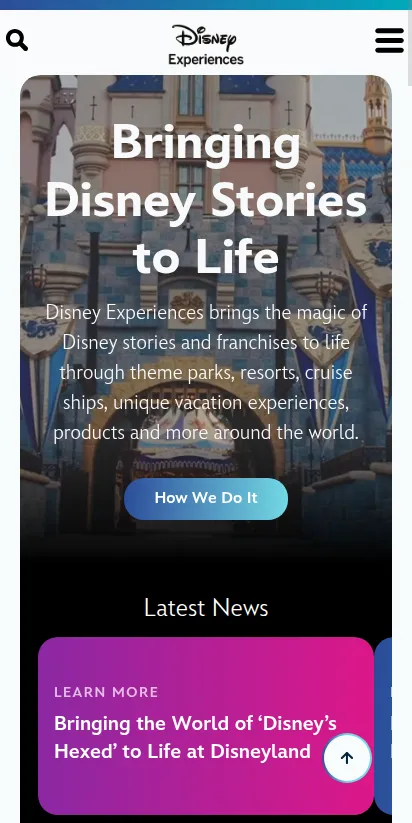 Disney
Experiences
Bringing
Disney Stories
to Life
Disney Experiences brings the magic of
Disney stories and franchises to life
through theme parks, resorts, cruise
ships, unique vacation experiences,
products and more around the world.
How We Do It
Latest News
LEARN MORE
Bringing the World of ‘Disney’s
Hexed’ to Life at Disneyland